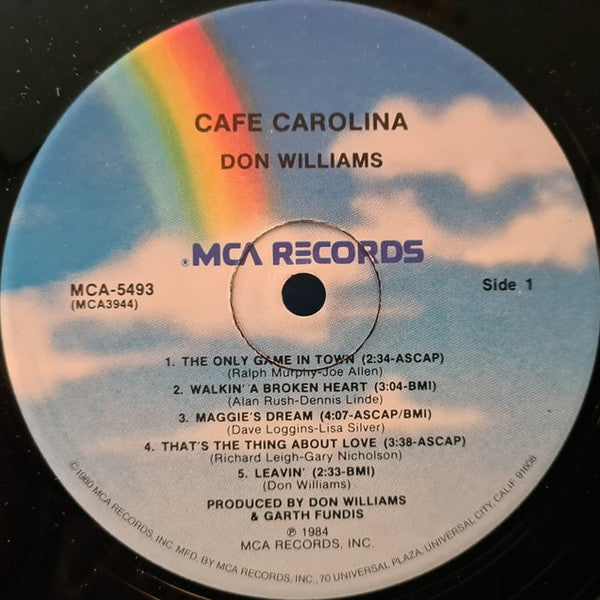 CAFE CAROLINA
DON WILLIAMS
® MCA RECORDS
MCA-5493
(MCA3944)
Side 1
1. THE ONLY GAME IN TOWN (2:34-ASCAP)
(Ralph Murphy-Joe Allen)
2. WALKIN' A BROKEN HEART (3:04-BMI)
(Alan Rush-Dennis Linde)
3. MAGGIE'S DREAM (4:07-ASCAP/BMI)
(Dave Loggins-Lisa Silver)
4. THAT'S THE THING ABOUT LOVE (3:38-ASCAP)
(Richard Leigh-Gary Nicholson)
5. LEAVIN' (2:33-BMI)
(Don Williams)
PRODUCED BY DON WILLIAMS
& GARTH FUNDIS
℗ 1984
MCA RECORDS, INC.
©1980 MCA RECORDS, INC. MFD. BY MCA RECORDS, INC., 70 UNIVERSAL PLAZA, UNIVERSAL CITY, CALIF. 91608